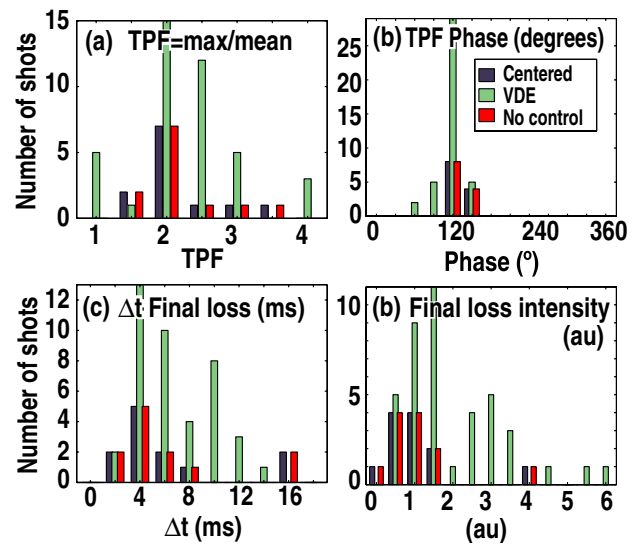 (a) TPF=max/mean
Number of shots
15
10
5
0
1 2 3 4
TPF
(b) TPF Phase (degrees)
Centered
VDE
No control
25
20
15
10
5
0
0 120 240 360
Phase (º)
(c) Δt Final loss (ms)
Number of shots
12
10
8
6
4
2
0
0 4 8 12 16
Δt (ms)
(b) Final loss intensity
(au)
10
5
0
0 1 2 3 4 5 6
(au)